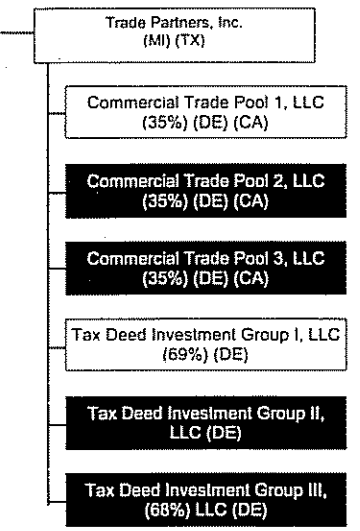 Trade Partners, Inc.
(MI) (TX)
Commercial Trade Pool 1, LLC
(35%) (DE) (CA)
Commercial Trade Pool 2, LLC
(35%) (DE) (CA)
Commercial Trade Pool 3, LLC
(35%) (DE) (CA)
Tax Deed Investment Group I, LLC
(69%) (DE)
Tax Deed Investment Group II,
LLC (DE)
Tax Deed Investment Group III,
(68%) LLC (DE)